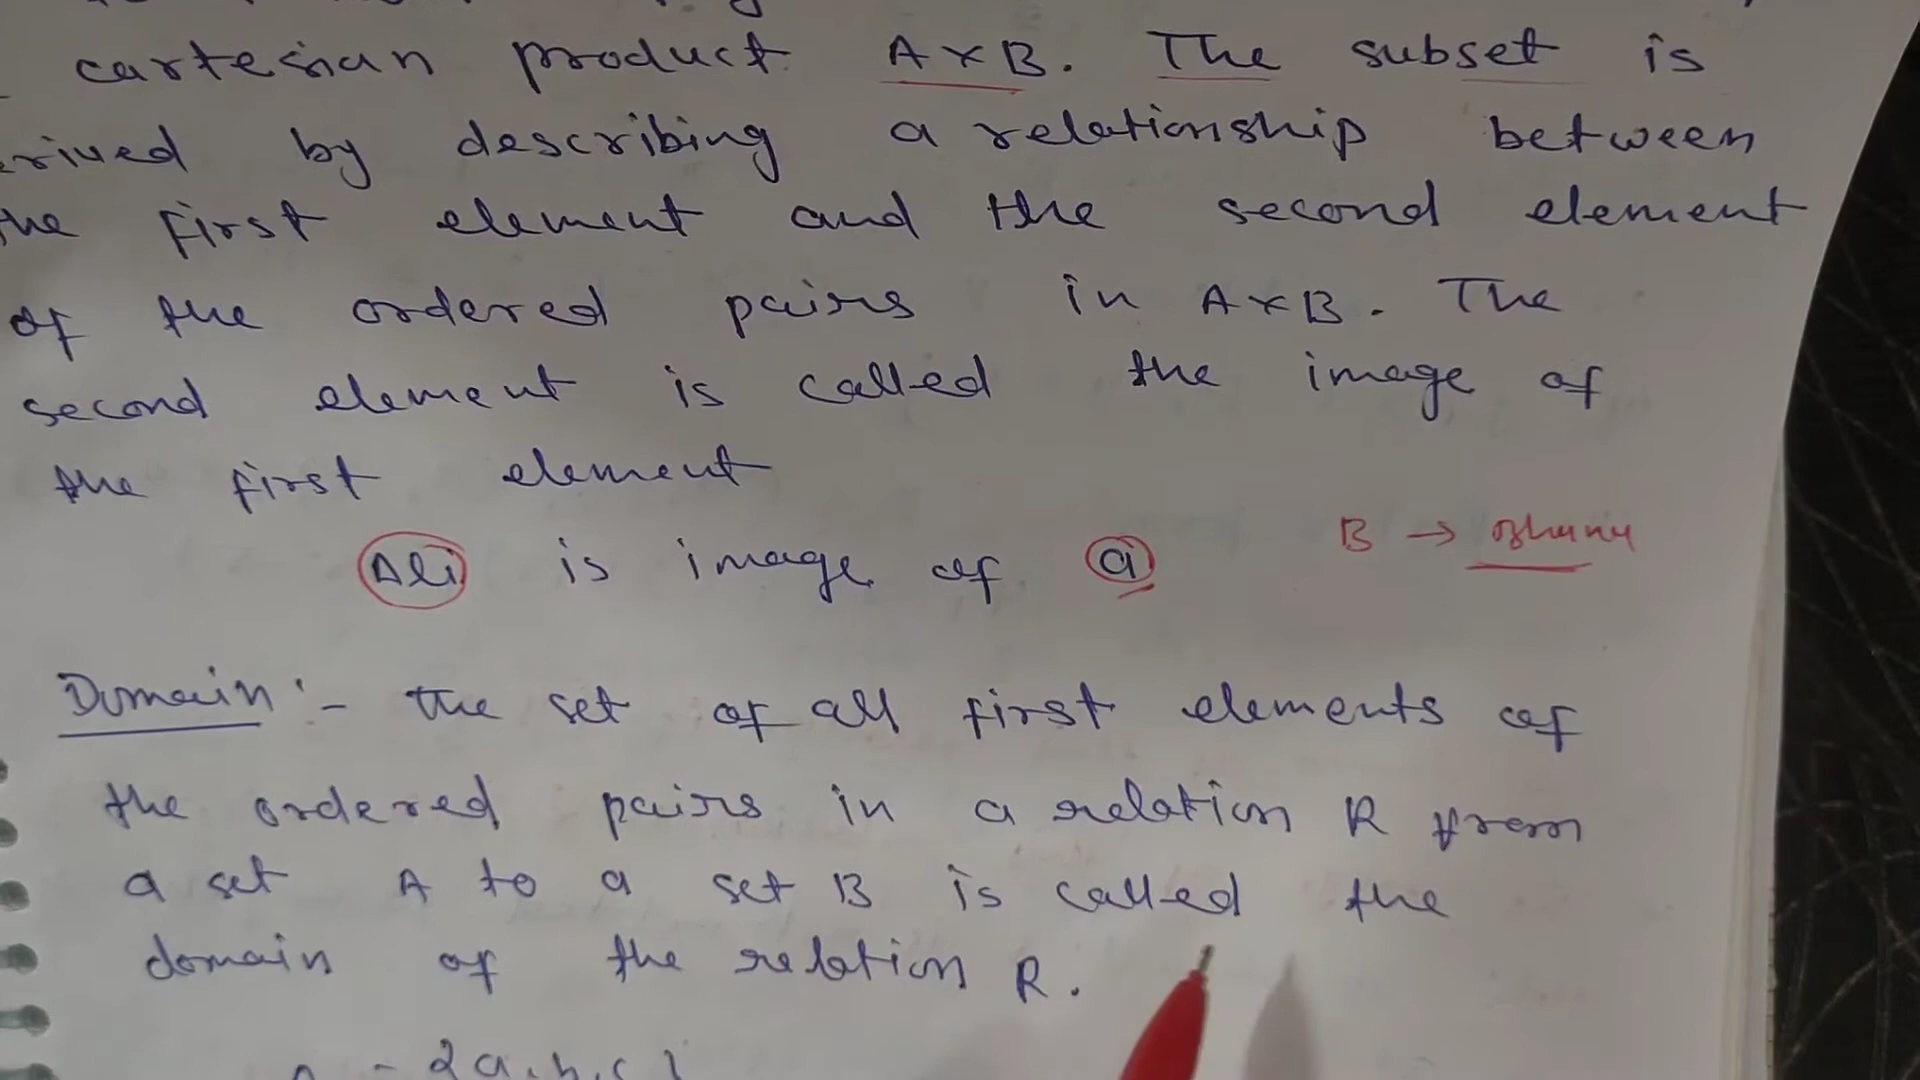 cartesian product A×B. The subset is
rived by describing a relationship between
the first element and the second element
of the ordered pairs in A×B. The
second element is called the image of
the first element
Ali is image of a B →
Domain :- The set of all first elements of
the ordered pairs in a relation R from
a set A to a set B is called the
domain of the relation R.